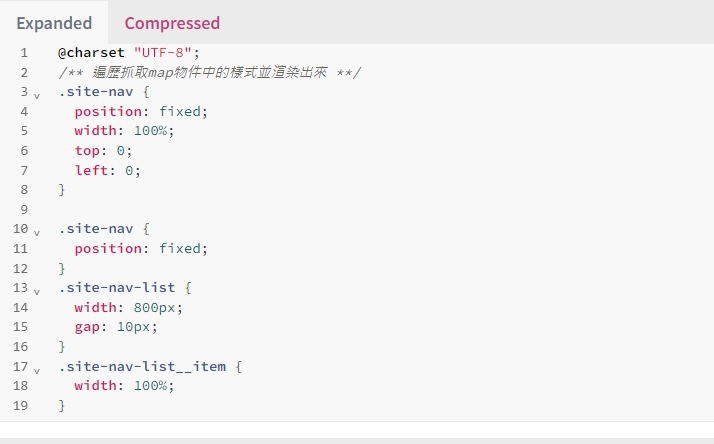 Expanded Compressed
1 @charset "UTF-8";
2 /** 遍歷抓取map物件中的樣式並渲染出來 **/
3 .site-nav {
4 position: fixed;
5 width: 100%;
6 top: 0;
7 left: 0;
8 }
9
10 .site-nav {
11 position: fixed;
12 }
13 .site-nav-list {
14 width: 800px;
15 gap: 10px;
16 }
17 .site-nav-list__item {
18 width: 100%;
19 }